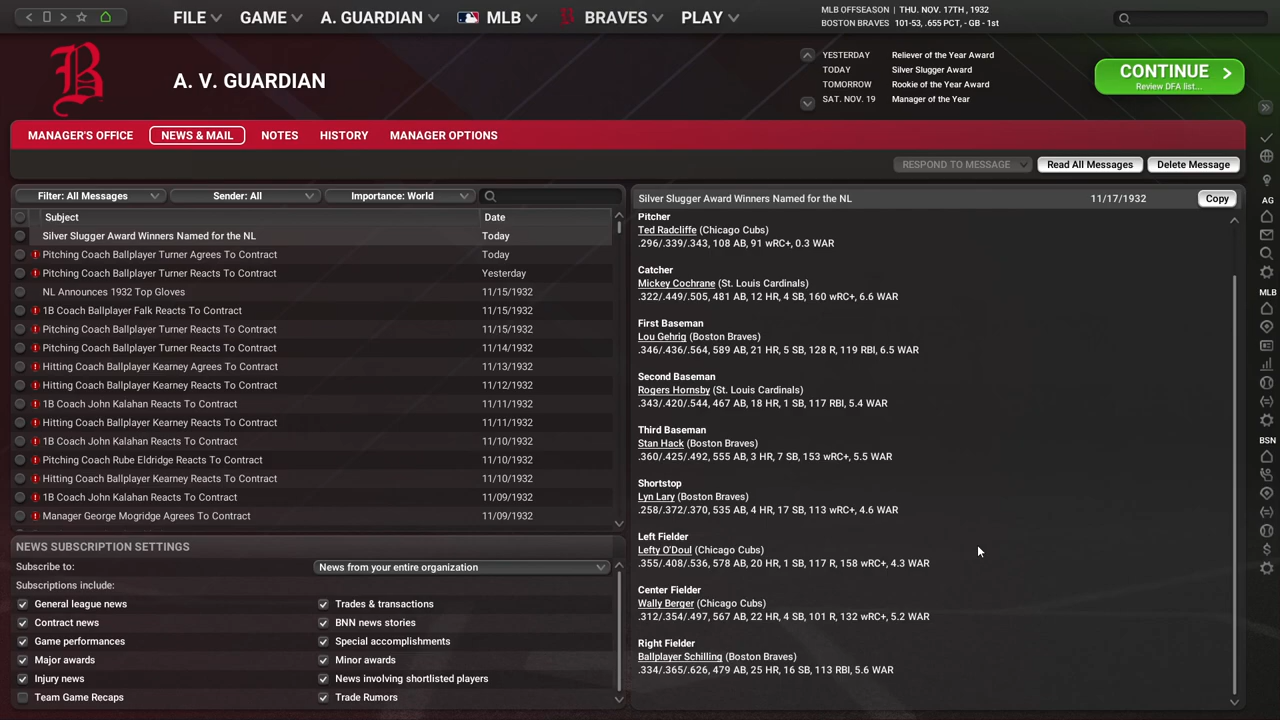 FILE GAME A. GUARDIAN MLB BRAVES PLAY
MLB OFFSEASON | THU. NOV. 17TH , 1932
BOSTON BRAVES 101-53, .655 PCT, - GB - 1st
B
A. V. GUARDIAN
YESTERDAY Reliever of the Year Award
TODAY Silver Slugger Award
TOMORROW Rookie of the Year Award
SAT. NOV. 19 Manager of the Year
CONTINUE
Review DFA list...
MANAGER'S OFFICE NEWS & MAIL NOTES HISTORY MANAGER OPTIONS
RESPOND TO MESSAGE Read All Messages Delete Message
Filter: All Messages Sender: All Importance: World
Subject Date
Silver Slugger Award Winners Named for the NL Today
Pitching Coach Ballplayer Turner Agrees To Contract Today
Pitching Coach Ballplayer Turner Reacts To Contract Yesterday
NL Announces 1932 Top Gloves 11/15/1932
1B Coach Ballplayer Falk Reacts To Contract 11/15/1932
Pitching Coach Ballplayer Turner Reacts To Contract 11/15/1932
Pitching Coach Ballplayer Turner Reacts To Contract 11/14/1932
Hitting Coach Ballplayer Kearney Agrees To Contract 11/13/1932
Hitting Coach Ballplayer Kearney Reacts To Contract 11/12/1932
1B Coach John Kalahan Reacts To Contract 11/11/1932
Hitting Coach Ballplayer Kearney Reacts To Contract 11/11/1932
1B Coach John Kalahan Reacts To Contract 11/10/1932
Pitching Coach Rube Eldridge Reacts To Contract 11/10/1932
Hitting Coach Ballplayer Kearney Reacts To Contract 11/10/1932
1B Coach John Kalahan Reacts To Contract 11/09/1932
Manager George Mogridge Agrees To Contract 11/09/1932
NEWS SUBSCRIPTION SETTINGS
Subscribe to: News from your entire organization
Subscriptions include:
General league news Trades & transactions
Contract news BNN news stories
Game performances Special accomplishments
Major awards Minor awards
Injury news News involving shortlisted players
Team Game Recaps Trade Rumors
Silver Slugger Award Winners Named for the NL 11/17/1932 Copy
Pitcher
Ted Radcliffe (Chicago Cubs)
.296/.339/.343, 108 AB, 91 wRC+, 0.3 WAR
Catcher
Mickey Cochrane (St. Louis Cardinals)
.322/.449/.505, 481 AB, 12 HR, 4 SB, 160 wRC+, 6.6 WAR
First Baseman
Lou Gehrig (Boston Braves)
.346/.436/.564, 589 AB, 21 HR, 5 SB, 128 R, 119 RBI, 6.5 WAR
Second Baseman
Rogers Hornsby (St. Louis Cardinals)
.343/.420/.544, 467 AB, 18 HR, 1 SB, 117 RBI, 5.4 WAR
Third Baseman
Stan Hack (Boston Braves)
.360/.425/.492, 555 AB, 3 HR, 7 SB, 153 wRC+, 5.5 WAR
Shortstop
Lyn Lary (Boston Braves)
.258/.372/.370, 535 AB, 4 HR, 17 SB, 113 wRC+, 4.6 WAR
Left Fielder
Lefty O'Doul (Chicago Cubs)
.355/.408/.536, 578 AB, 20 HR, 1 SB, 117 R, 158 wRC+, 4.3 WAR
Center Fielder
Wally Berger (Chicago Cubs)
.312/.354/.497, 567 AB, 22 HR, 4 SB, 101 R, 132 wRC+, 5.2 WAR
Right Fielder
Ballplayer Schilling (Boston Braves)
.334/.365/.626, 479 AB, 25 HR, 16 SB, 113 RBI, 5.6 WAR
AG
MLB
BSN